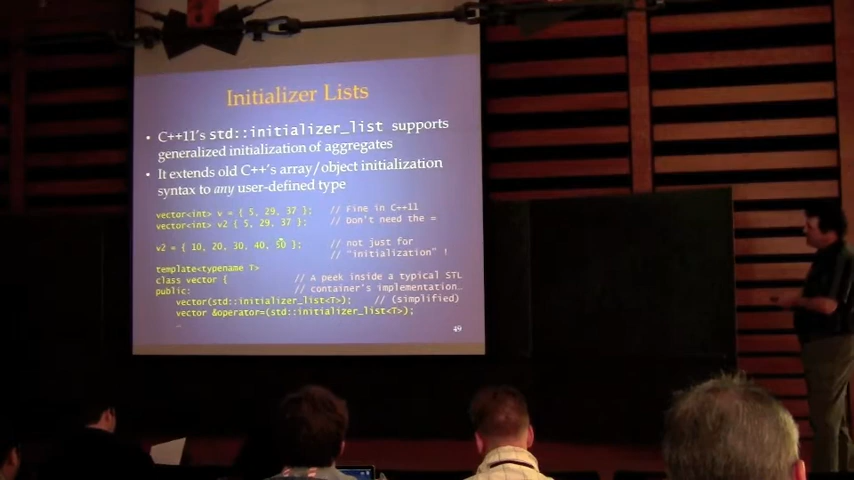 Initializer Lists
• C++11's std::initializer_list supports
generalized initialization of aggregates
• It extends old C++'s array/object initialization
syntax to any user-defined type
vector<int> v = { 5, 29, 37 }; // Fine in C++11
vector<int> v2 { 5, 29, 37 }; // Don't need the =
v2 = { 10, 20, 30, 40, 50 }; // not just for
// "initialization" !
template<typename T>
class vector { // A peek inside a typical STL
public: // container's implementation…
vector(std::initializer_list<T>); // (simplified)
vector &operator=(std::initializer_list<T>);
…
49